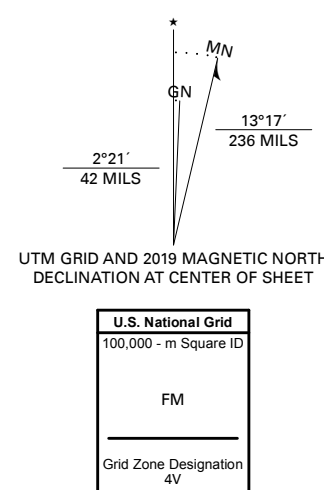 ★
MN
GN
13°17´
236 MILS
2°21´
42 MILS
UTM GRID AND 2019 MAGNETIC NORTH
DECLINATION AT CENTER OF SHEET
U.S. National Grid
100,000 - m Square ID
FM
Grid Zone Designation
4V